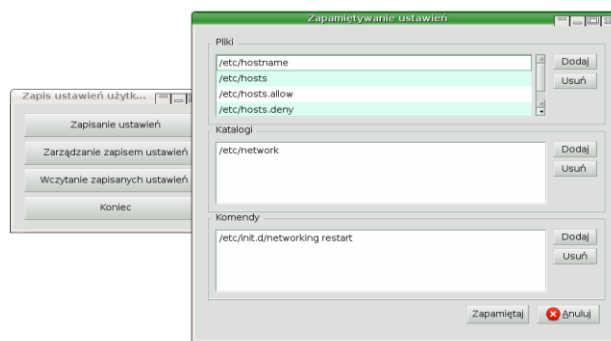 Zapamiętywanie ustawień
Pliki
/etc/hostname
/etc/hosts
/etc/hosts.allow
/etc/hosts.deny
Dodaj
Usuń
Zapis ustawień użytk...
Zapisanie ustawień
Zarządzanie zapisem ustawień
Wczytanie zapisanych ustawień
Koniec
Katalogi
/etc/network
Dodaj
Usuń
Komendy
/etc/init.d/networking restart
Dodaj
Usuń
Zapamiętaj
Anuluj